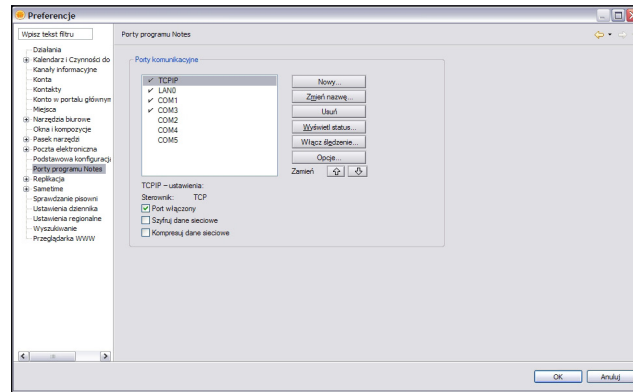 Preferencje
Wpisz tekst filtru
Działania
Kalendarz i Czynności do
Kanały informacyjne
Konta
Kontakty
Konto w portalu głównym
Miejsca
Narzędzia biurowe
Okna i kompozycje
Pasek narzędzi
Poczta elektroniczna
Podstawowa konfiguracj
Porty programu Notes
Replikacja
Sametime
Sprawdzanie pisowni
Ustawienia dziennika
Ustawienia regionalne
Wyszukiwanie
Przeglądarka WWW
Porty programu Notes
Porty komunikacyjne
TCPIP
LAN0
COM1
COM3
COM2
COM4
COM5
Nowy...
Zmień nazwę...
Usuń
Wyświetl status...
Włącz śledzenie...
Opcje...
Zamień
TCPIP – ustawienia:
Sterownik: TCP
Port włączony
Szyfruj dane sieciowe
Kompresuj dane sieciowe
OK
Anuluj